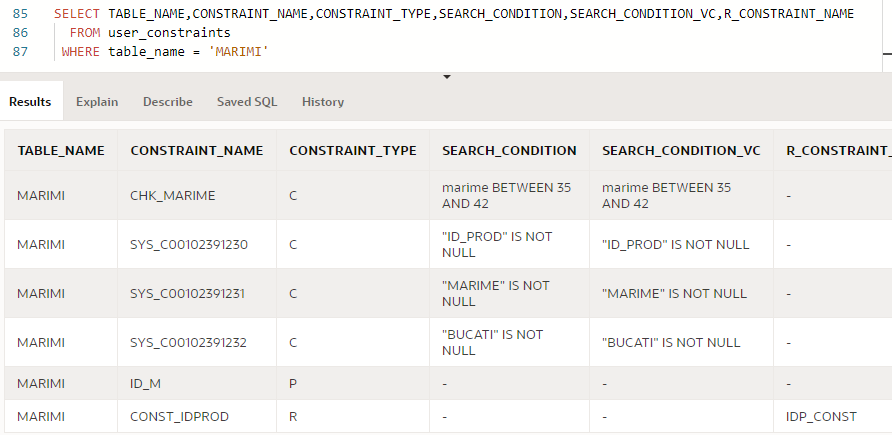 85 SELECT TABLE_NAME,CONSTRAINT_NAME,CONSTRAINT_TYPE,SEARCH_CONDITION,SEARCH_CONDITION_VC,R_CONSTRAINT_NAME
86 FROM user_constraints
87 WHERE table_name = 'MARIMI'
Results Explain Describe Saved SQL History
TABLE_NAME CONSTRAINT_NAME CONSTRAINT_TYPE SEARCH_CONDITION SEARCH_CONDITION_VC R_CONSTRAINT_
MARIMI CHK_MARIME C marime BETWEEN 35 marime BETWEEN 35 -
AND 42 AND 42
MARIMI SYS_C00102391230 C "ID_PROD" IS NOT "ID_PROD" IS NOT NULL -
NULL
MARIMI SYS_C00102391231 C "MARIME" IS NOT "MARIME" IS NOT NULL -
NULL
MARIMI SYS_C00102391232 C "BUCATI" IS NOT "BUCATI" IS NOT NULL -
NULL
MARIMI ID_M P - - -
MARIMI CONST_IDPROD R - - IDP_CONST